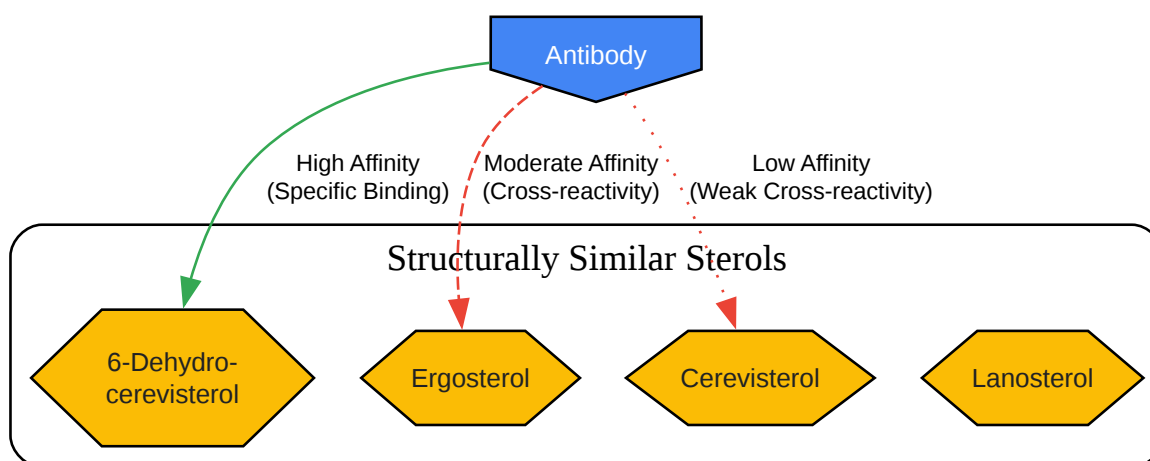 Antibody
High Affinity
(Specific Binding)
Moderate Affinity
(Cross-reactivity)
Low Affinity
(Weak Cross-reactivity)
Structurally Similar Sterols
6-Dehydro-
cerevisterol
Ergosterol
Cerevisterol
Lanosterol